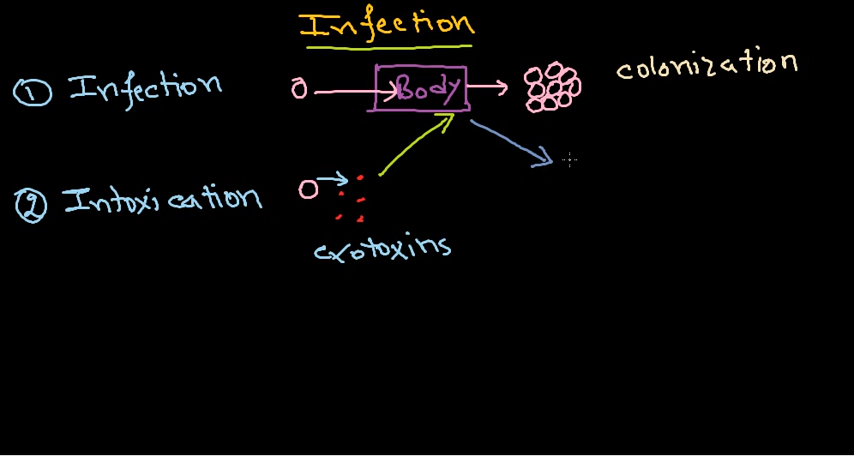 Infection
① Infection
Body
colonization
② Intoxication
exotoxins